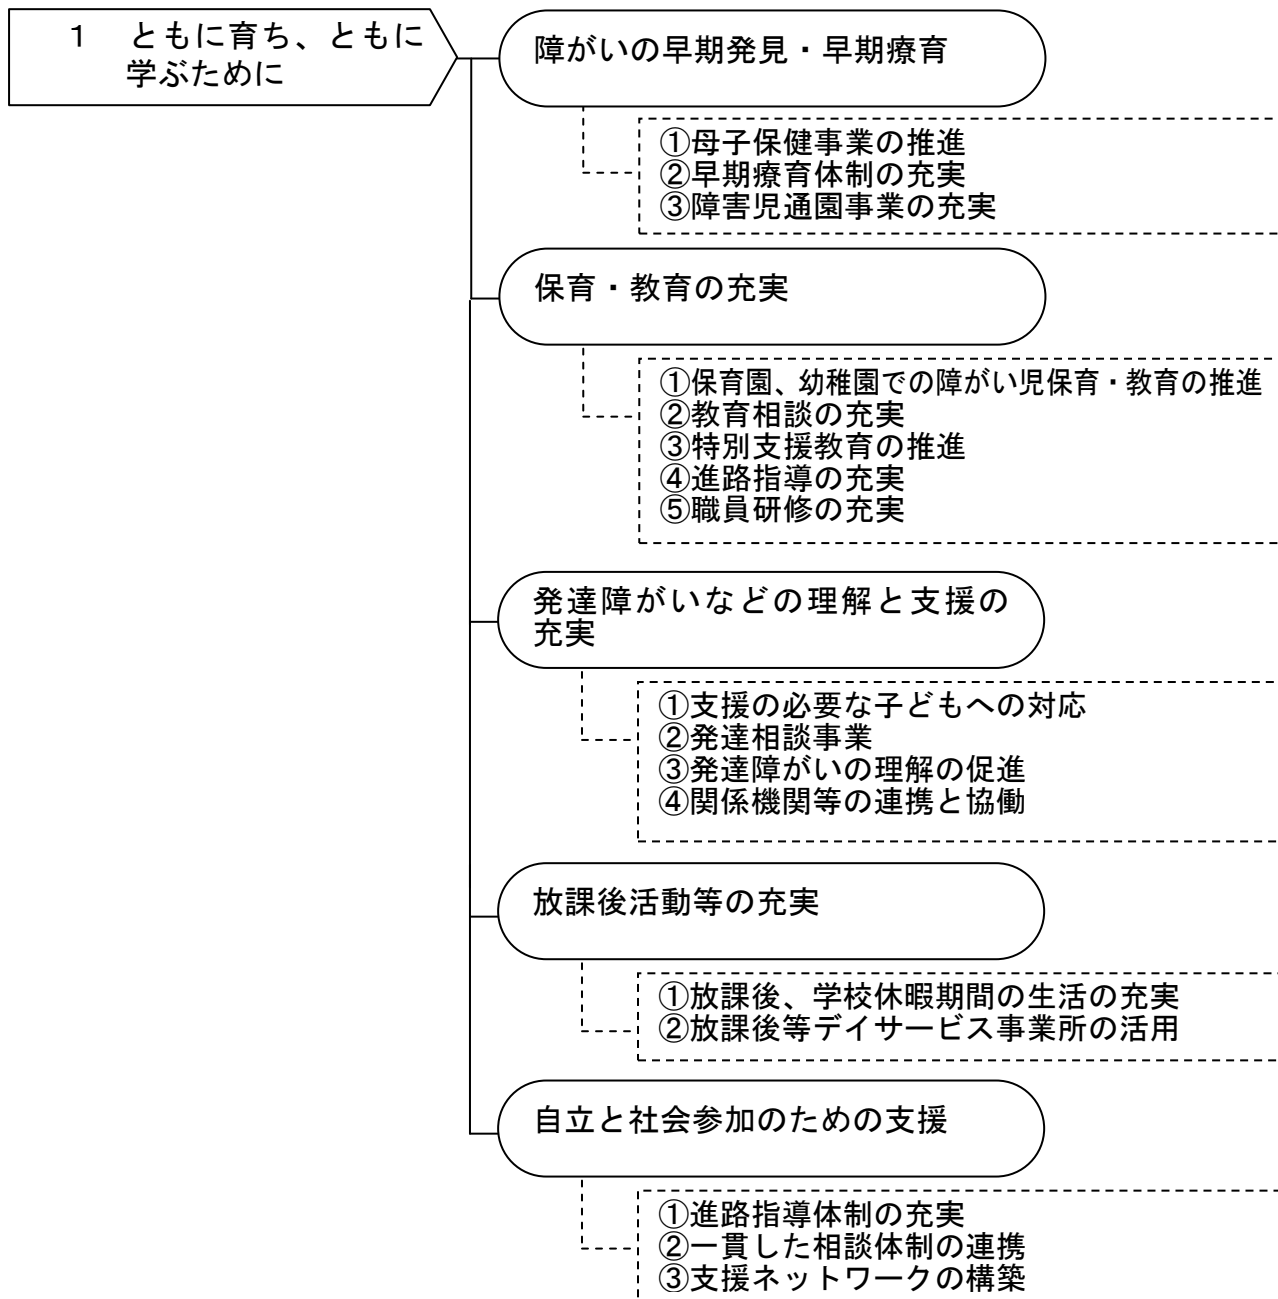 １　ともに育ち、ともに
学ぶために
障がいの早期発見・早期療育
①母子保健事業の推進
②早期療育体制の充実
③障害児通園事業の充実
保育・教育の充実
①保育園、幼稚園での障がい児保育・教育の推進
②教育相談の充実
③特別支援教育の推進
④進路指導の充実
⑤職員研修の充実
発達障がいなどの理解と支援の
充実
①支援の必要な子どもへの対応
②発達相談事業
③発達障がいの理解の促進
④関係機関等の連携と協働
放課後活動等の充実
①放課後、学校休暇期間の生活の充実
②放課後等デイサービス事業所の活用
自立と社会参加のための支援
①進路指導体制の充実
②一貫した相談体制の連携
③支援ネットワークの構築